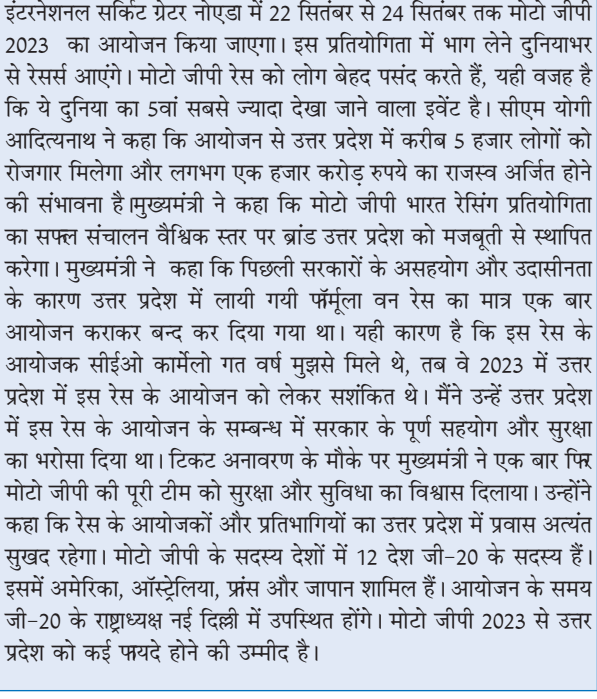 इंटरनेशनल सर्किट ग्रेटर नोएडा में 22 सितंबर से 24 सितंबर तक मोटो जीपी
2023 का आयोजन किया जाएगा। इस प्रतियोगिता में भाग लेने दुनियाभर
से रेसर्स आएंगे। मोटो जीपी रेस को लोग बेहद पसंद करते हैं, यही वजह है
कि ये दुनिया का 5वां सबसे ज्यादा देखा जाने वाला इवेंट है। सीएम योगी
आदित्यनाथ ने कहा कि आयोजन से उत्तर प्रदेश में करीब 5 हजार लोगों को
रोजगार मिलेगा और लगभग एक हजार करोड़ रुपये का राजस्व अर्जित होने
की संभावना है।मुख्यमंत्री ने कहा कि मोटो जीपी भारत रेसिंग प्रतियोगिता
का सफ्ल संचालन वैश्विक स्तर पर ब्रांड उत्तर प्रदेश को मजबूती से स्थापित
करेगा। मुख्यमंत्री ने कहा कि पिछली सरकारों के असहयोग और उदासीनता
के कारण उत्तर प्रदेश में लायी गयी फॅार्मूला वन रेस का मात्र एक बार
आयोजन कराकर बन्द कर दिया गया था। यही कारण है कि इस रेस के
आयोजक सीईओ कार्मेलो गत वर्ष मुझसे मिले थे, तब वे 2023 में उत्तर
प्रदेश में इस रेस के आयोजन को लेकर सशंकित थे। मैंने उन्हें उत्तर प्रदेश
में इस रेस के आयोजन के सम्बन्ध में सरकार के पूर्ण सहयोग और सुरक्षा
का भरोसा दिया था। टिकट अनावरण के मौके पर मुख्यमंत्री ने एक बार फ्रि
मोटो जीपी की पूरी टीम को सुरक्षा और सुविधा का विश्वास दिलाया। उन्होंने
कहा कि रेस के आयोजकों और प्रतिभागियों का उत्तर प्रदेश में प्रवास अत्यंत
सुखद रहेगा। मोटो जीपी के सदस्य देशों में 12 देश जी-20 के सदस्य हैं।
इसमें अमेरिका, ऑस्ट्रेलिया, फ्रंस और जापान शामिल हैं। आयोजन के समय
जी-20 के राष्ट्राध्यक्ष नई दिल्ली में उपस्थित होंगे। मोटो जीपी 2023 से उत्तर
प्रदेश को कई फायदे होने की उम्मीद है।